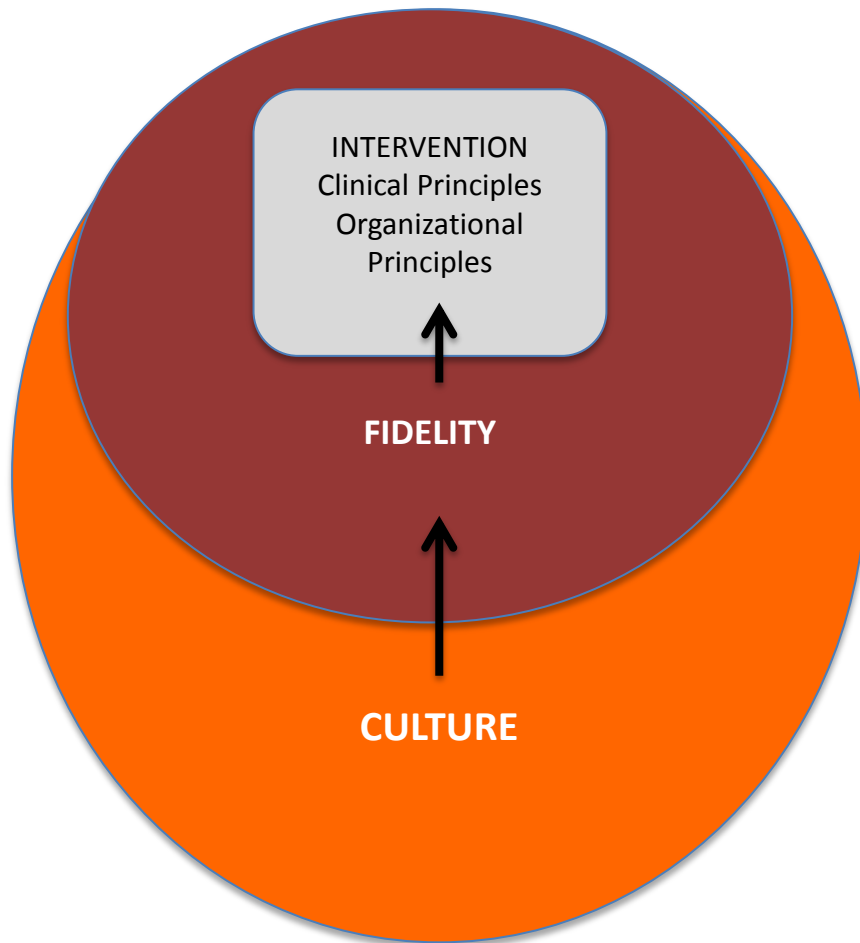 INTERVENTION
Clinical Principles
Organizational
Principles
FIDELITY
CULTURE